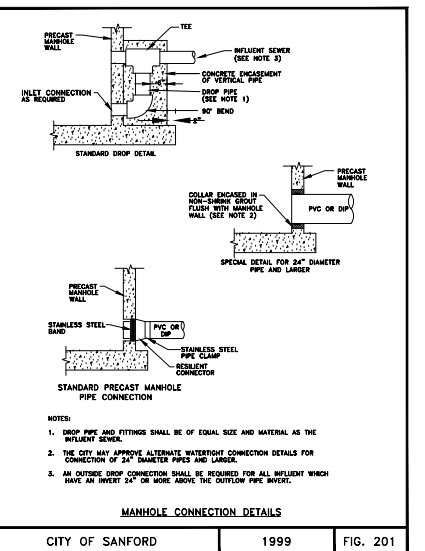 TEE
PRECAST
MANHOLE
WALL
INFLUENT SEWER
(SEE NOTE 3)
CONCRETE ENCASEMENT
OF VERTICAL PIPE
DROP PIPE
(SEE NOTE 1)
INLET CONNECTION
AS REQUIRED
90° BEND
STANDARD DROP DETAIL
PRECAST
MANHOLE
WALL
COLLAR ENCASED IN
NON-SHRINK GROUT
FLUSH WITH MANHOLE
WALL (SEE NOTE 2)
PVC OR DIP
SPECIAL DETAIL FOR 24" DIAMETER
PIPE AND LARGER
PRECAST
MANHOLE
WALL
STAINLESS STEEL
BAND
PVC OR
DIP
STAINLESS STEEL
PIPE CLAMP
RESILIENT
CONNECTOR
STANDARD PRECAST MANHOLE
PIPE CONNECTION
NOTES:
1. DROP PIPE AND FITTINGS SHALL BE OF EQUAL SIZE AND MATERIAL AS THE
INFLUENT SEWER.
2. THE CITY MAY APPROVE ALTERNATE WATERTIGHT CONNECTION DETAILS FOR
CONNECTION OF 24" DIAMETER PIPES AND LARGER.
3. AN OUTSIDE DROP CONNECTION SHALL BE REQUIRED FOR ALL INFLUENT WHICH
HAVE AN INVERT 24" OR MORE ABOVE THE OUTFLOW PIPE INVERT.
MANHOLE CONNECTION DETAILS
CITY OF SANFORD
1999
FIG. 201